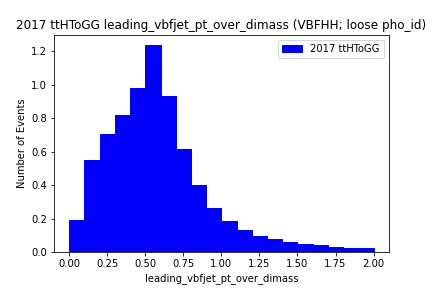 2017 ttHToGG leading_vbfjet_pt_over_dimass (VBFHH; loose pho_id)
2017 ttHToGG
Number of Events
1.2
1.0
0.8
0.6
0.4
0.2
0.0
0.00 0.25 0.50 0.75 1.00 1.25 1.50 1.75 2.00
leading_vbfjet_pt_over_dimass